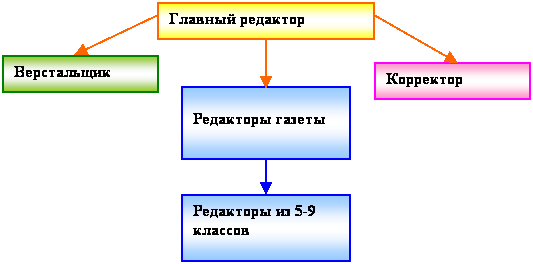 Главный редактор
Верстальщик
Корректор
Редакторы газеты
Редакторы из 5-9
классов